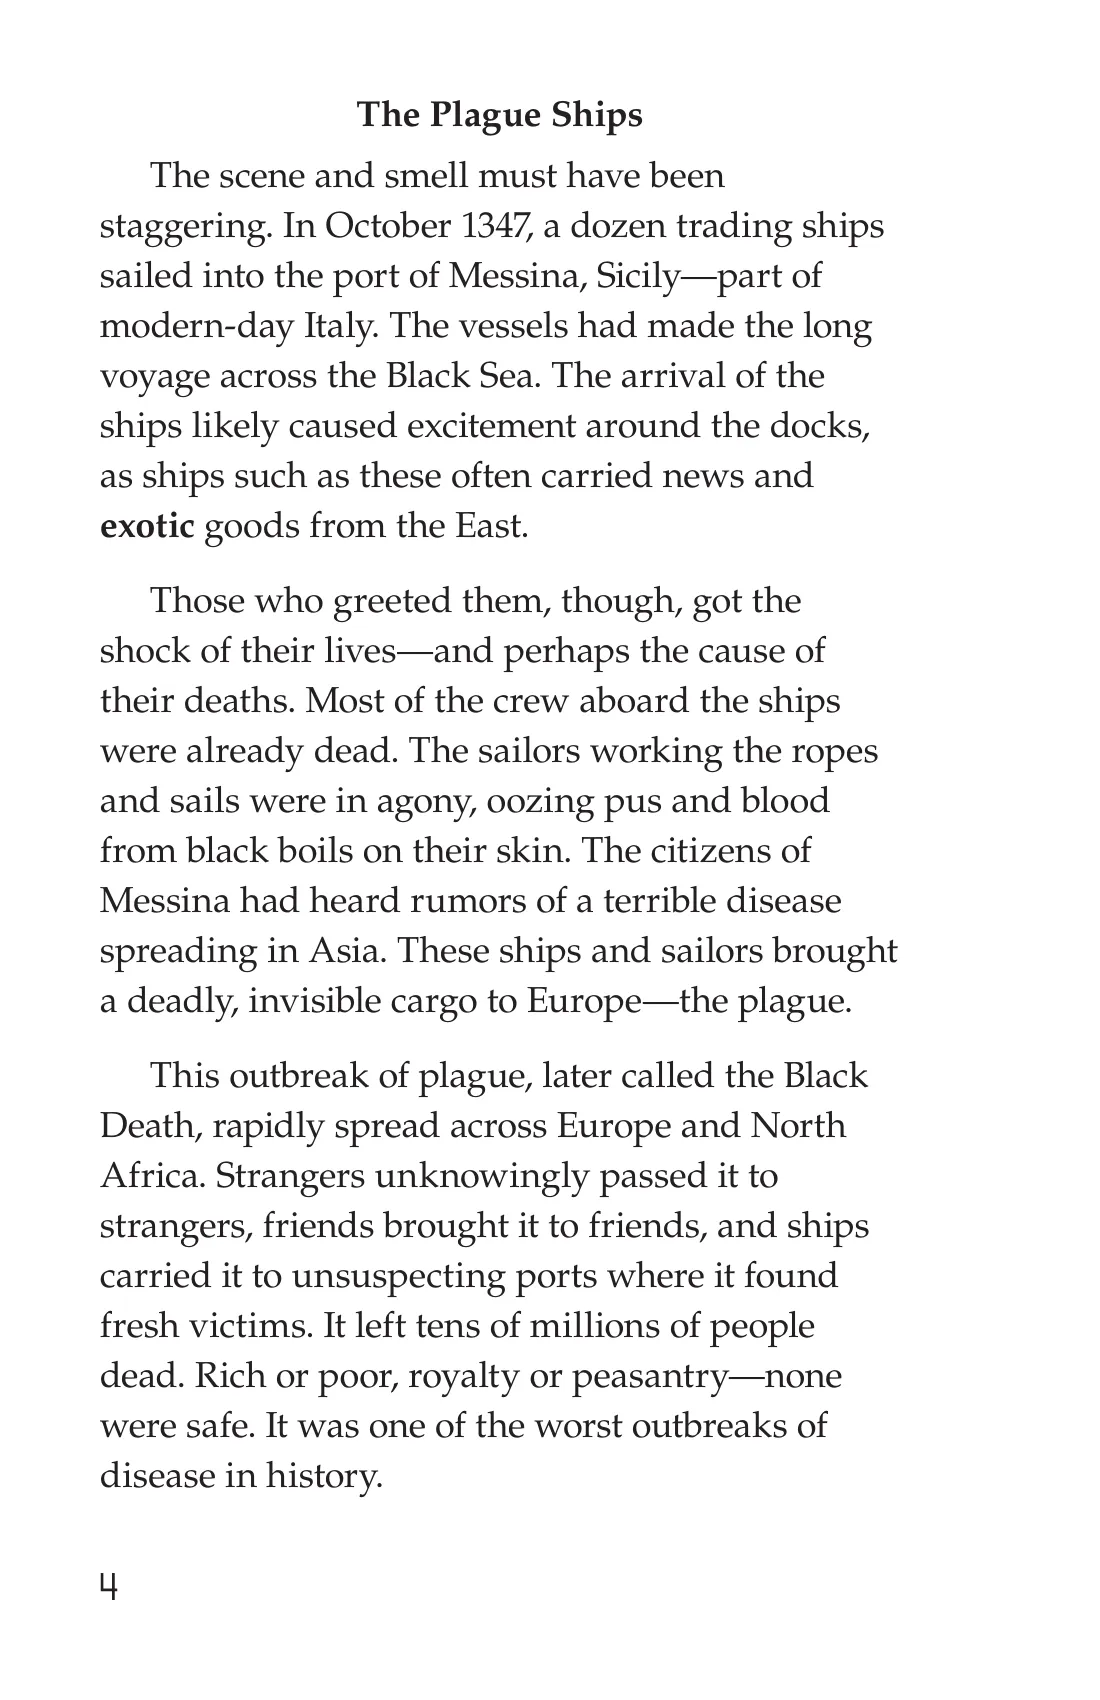 The Plague Ships
The scene and smell must have been
staggering. In October 1347, a dozen trading ships
sailed into the port of Messina, Sicily—part of
modern-day Italy. The vessels had made the long
voyage across the Black Sea. The arrival of the
ships likely caused excitement around the docks,
as ships such as these often carried news and
exotic goods from the East.
Those who greeted them, though, got the
shock of their lives—and perhaps the cause of
their deaths. Most of the crew aboard the ships
were already dead. The sailors working the ropes
and sails were in agony, oozing pus and blood
from black boils on their skin. The citizens of
Messina had heard rumors of a terrible disease
spreading in Asia. These ships and sailors brought
a deadly, invisible cargo to Europe—the plague.
This outbreak of plague, later called the Black
Death, rapidly spread across Europe and North
Africa. Strangers unknowingly passed it to
strangers, friends brought it to friends, and ships
carried it to unsuspecting ports where it found
fresh victims. It left tens of millions of people
dead. Rich or poor, royalty or peasantry—none
were safe. It was one of the worst outbreaks of
disease in history.
4